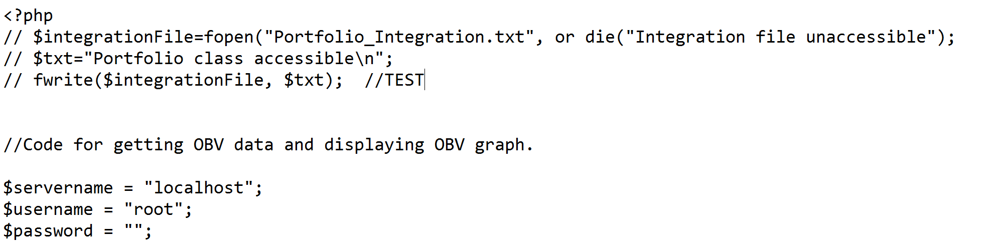 <?php
// $integrationFile=fopen("Portfolio_Integration.txt", or die("Integration file unaccessible");
// $txt="Portfolio class accessible\n";
// fwrite($integrationFile, $txt);  //TEST
//Code for getting OBV data and displaying OBV graph.
$servername = "localhost";
$username = "root";
$password = "";